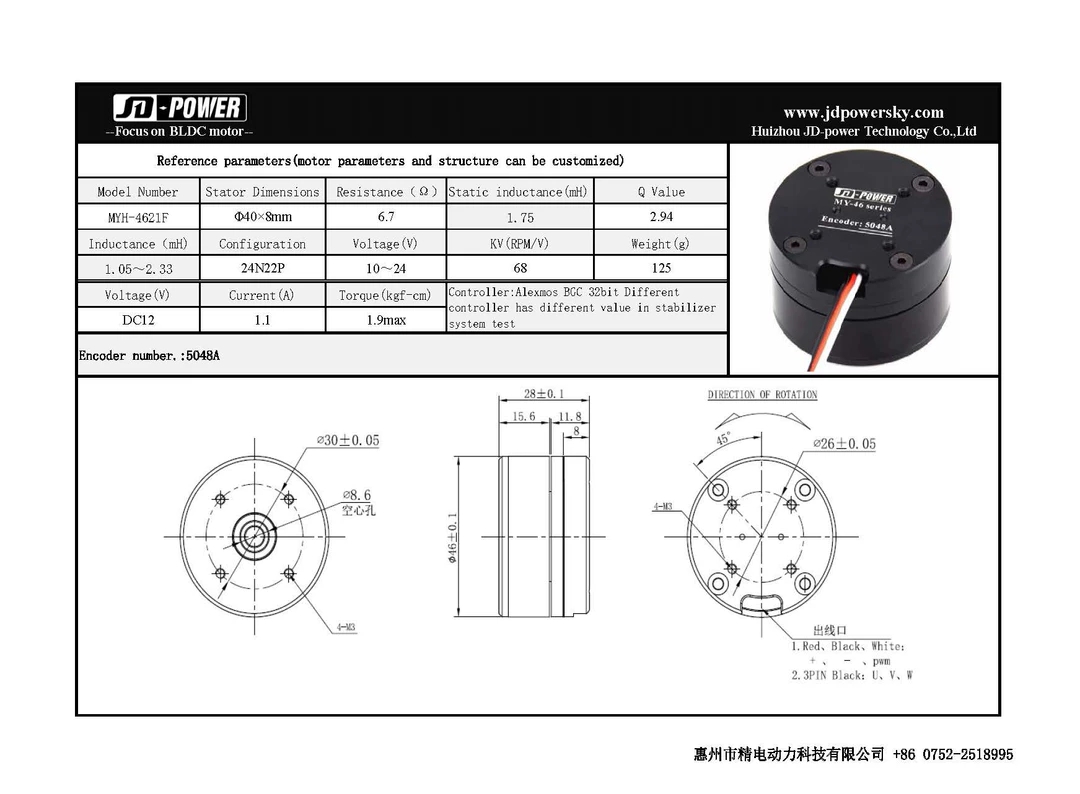 JD-POWER
--Focus on BLDC motor--
www.jdpowersky.com
Huizhou JD-power Technology Co.,Ltd
Reference parameters(motor parameters and structure can be customized)
Model Number Stator Dimensions Resistance (Ω) Static inductance(mH) Q Value
MYH-4621F Φ40×8mm 6.7 1.75 2.94
Inductance (mH) Configuration Voltage(V) KV(RPM/V) Weight(g)
1.05~2.33 24N22P 10~24 68 125
Voltage(V) Current(A) Torque(kgf-cm)
DC12 1.1 1.9max
Controller:Alexmos BGC 32bit Different
controller has different value in stabilizer
system test
Encoder number.:5048A
JD-POWER
MY-46 series
Encoder: 5048A
28±0.1
15.6 11.8
8
⌀30±0.05
⌀8.6
空心孔
4-M3
Φ46±0.1
DIRECTION OF ROTATION
45°
⌀26±0.05
4-M3
出线口
1.Red、Black、White:
+ 、 - 、pwm
2.3PIN Black: U、V、W
惠州市精电动力科技有限公司 +86 0752-2518995